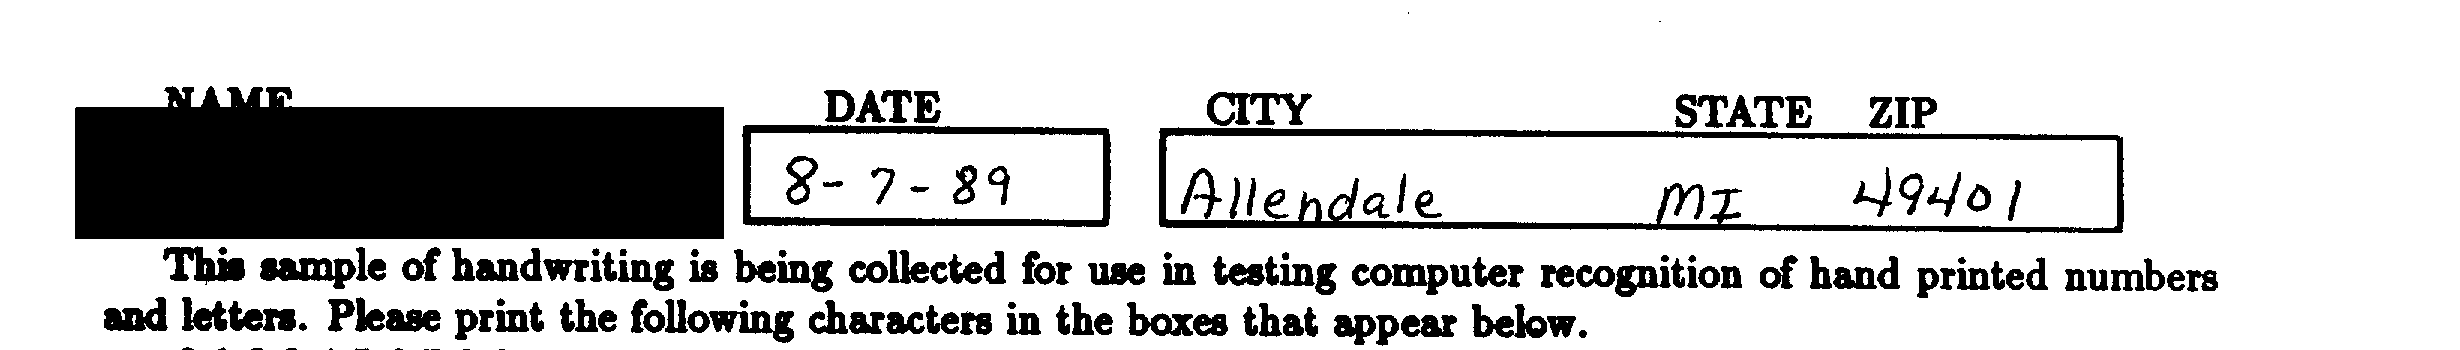 NAME DATE CITY STATE ZIP
8-7-89 Allendale MI 49401
This sample of handwriting is being collected for use in testing computer recognition of hand printed numbers
and letters. Please print the following characters in the boxes that appear below.